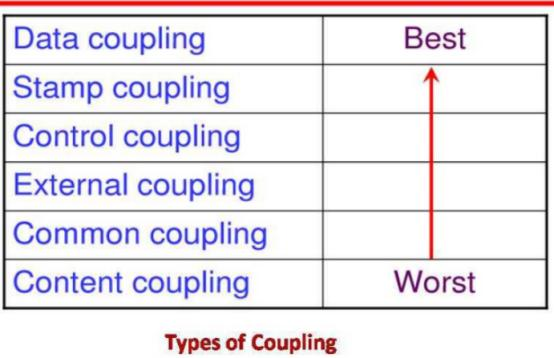 Data coupling Best
Stamp coupling
Control coupling
External coupling
Common coupling
Content coupling Worst
Types of Coupling